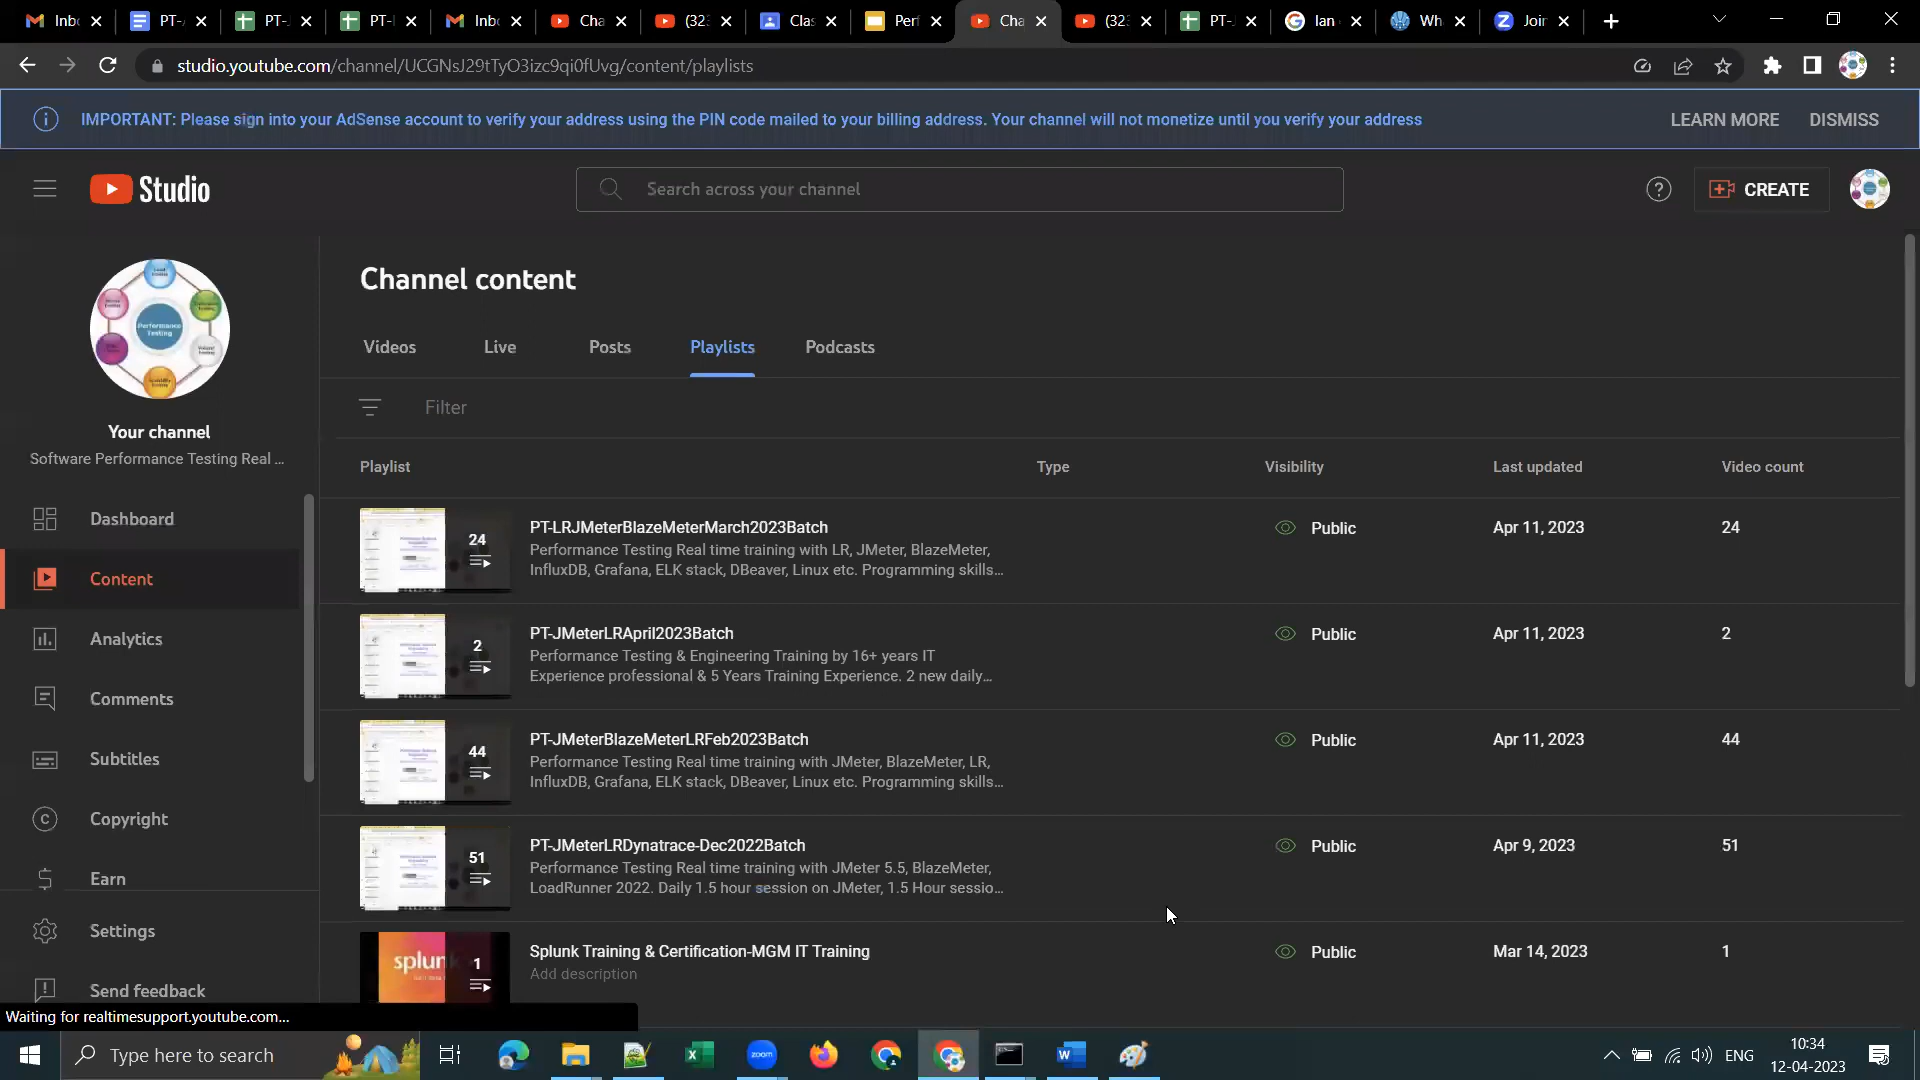 Inbo
PT-
PT-
PT-
Inbo
Cha
(323
Clas
Perf
Cha
(323
PT-
lan
Wh
Join
studio.youtube.com/channel/UCGNsJ29tTyO3izc9qi0fUvg/content/playlists
IMPORTANT: Please sign into your AdSense account to verify your address using the PIN code mailed to your billing address. Your channel will not monetize until you verify your address
LEARN MORE
DISMISS
Studio
Search across your channel
CREATE
Performance Testing
Your channel
Software Performance Testing Real ...
Dashboard
Content
Analytics
Comments
Subtitles
Copyright
Earn
Settings
Send feedback
Channel content
Videos
Live
Posts
Playlists
Podcasts
Filter
Playlist
Type
Visibility
Last updated
Video count
24
PT-LRJMeterBlazeMeterMarch2023Batch
Performance Testing Real time training with LR, JMeter, BlazeMeter,
InfluxDB, Grafana, ELK stack, DBeaver, Linux etc. Programming skills...
Public
Apr 11, 2023
24
2
PT-JMeterLRApril2023Batch
Performance Testing & Engineering Training by 16+ years IT
Experience professional & 5 Years Training Experience. 2 new daily...
Public
Apr 11, 2023
2
44
PT-JMeterBlazeMeterLRFeb2023Batch
Performance Testing Real time training with JMeter, BlazeMeter, LR,
InfluxDB, Grafana, ELK stack, DBeaver, Linux etc. Programming skills...
Public
Apr 11, 2023
44
51
PT-JMeterLRDynatrace-Dec2022Batch
Performance Testing Real time training with JMeter 5.5, BlazeMeter,
LoadRunner 2022. Daily 1.5 hour session on JMeter, 1.5 Hour sessio...
Public
Apr 9, 2023
51
splun
1
Splunk Training & Certification-MGM IT Training
Add description
Public
Mar 14, 2023
1
Waiting for realtimesupport.youtube.com...
Type here to search
zoom
ENG
10:34
12-04-2023